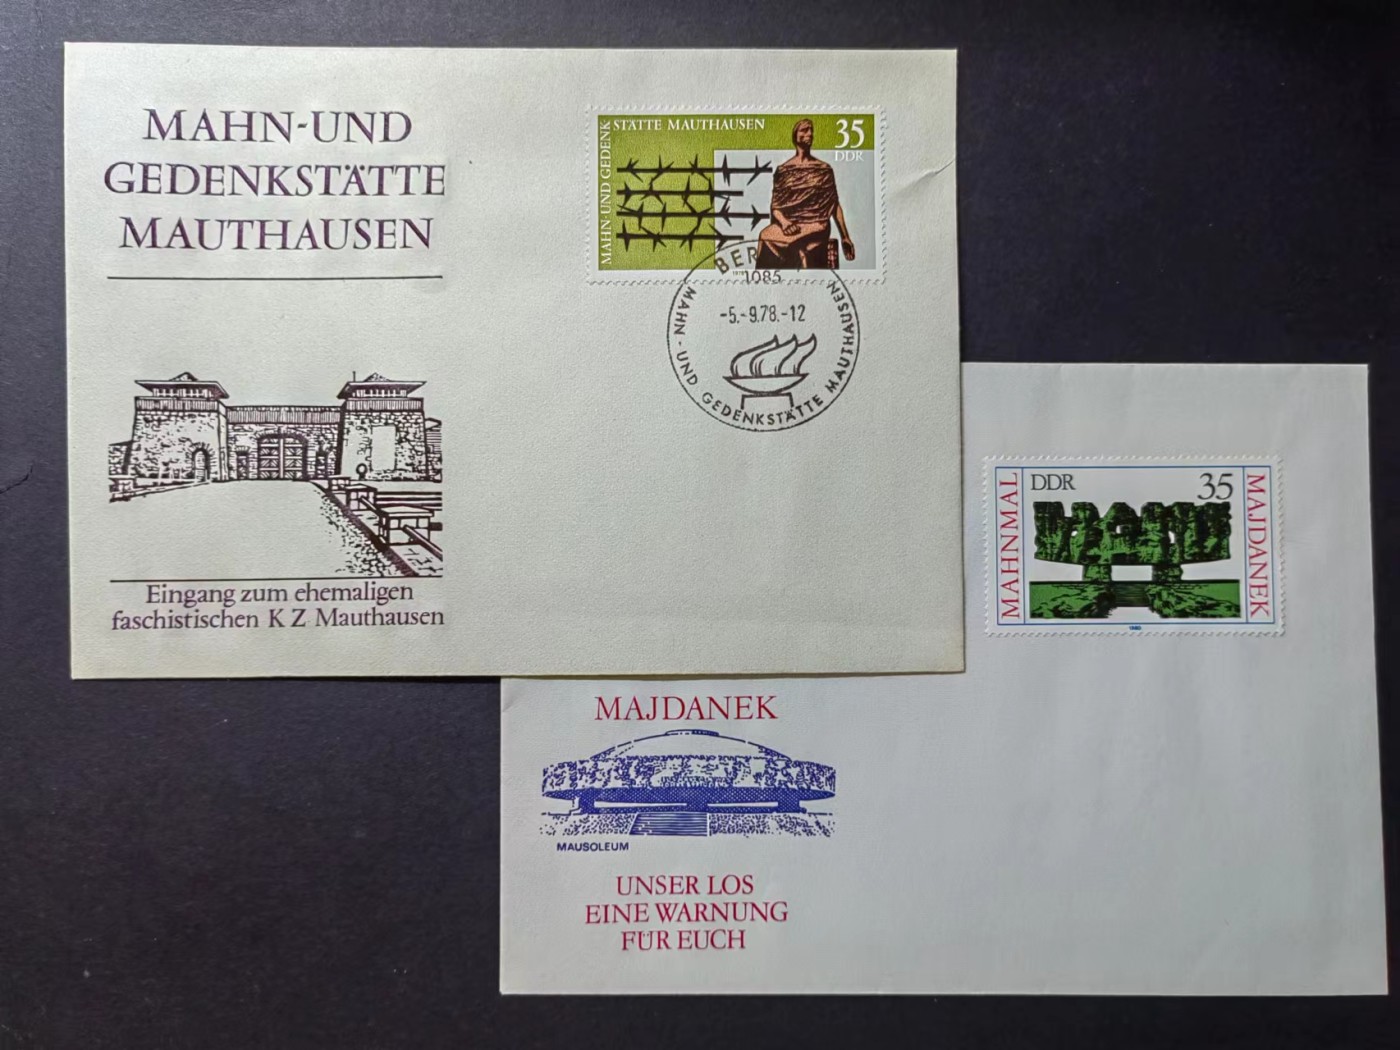 MAHN-UND
GEDENKSTÄTTE
MAUTHAUSEN
Eingang zum ehemaligen
faschistischen K Z Mauthausen
MAHN-UND GEDENK
STÄTTE MAUTHAUSEN
35
DDR
1085
-5.-9.78.-12
MAHN - UND GEDENKSTÄTTE MAUTHAUSEN
MAHNMAL
DDR
35
MAJDANEK
1980
MAJDANEK
MAUSOLEUM
UNSER LOS
EINE WARNUNG
FÜR EUCH